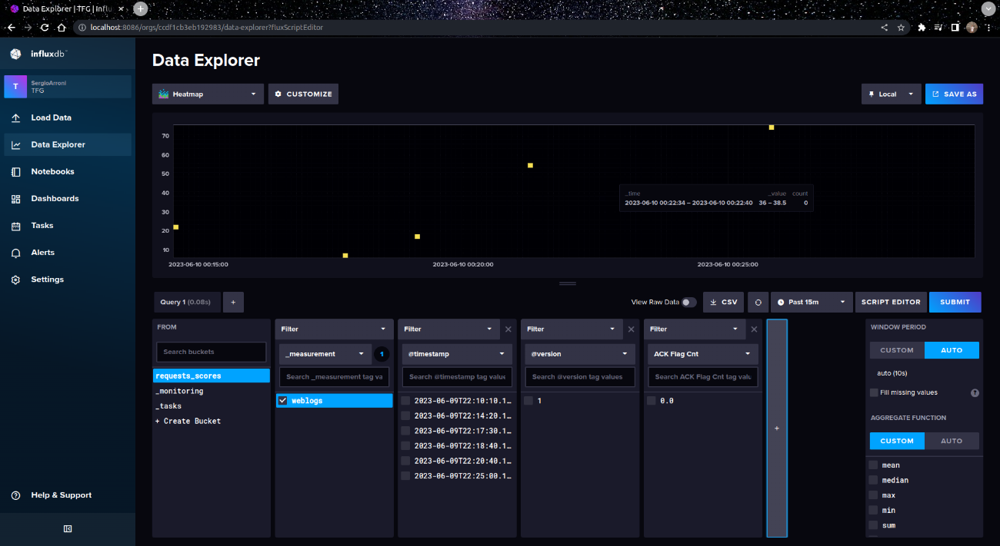 Data Explorer | TFG | Influ
localhost:8086/orgs/ccdf1cb3eb192983/data-explorer?fluxScriptEditor
influxdb™
T
SergioArroni
TFG
Load Data
Data Explorer
Notebooks
Dashboards
Tasks
Alerts
Settings
Help & Support
Data Explorer
Heatmap
CUSTOMIZE
Local
SAVE AS
70
60
50
40
30
20
10
_time _value count
2023-06-10 00:22:34 – 2023-06-10 00:22:40 36 – 38.5 0
2023-06-10 00:15:00 2023-06-10 00:20:00 2023-06-10 00:25:00
Query 1 (0.08s) +
View Raw Data
CSV
Past 15m
SCRIPT EDITOR
SUBMIT
FROM
Search buckets
requests_scores
_monitoring
_tasks
+ Create Bucket
Filter
_measurement 1
Search _measurement tag va
weblogs
Filter
@timestamp
Search @timestamp tag values
2023-06-09T22:10:10.1…
2023-06-09T22:14:20.1…
2023-06-09T22:17:30.1…
2023-06-09T22:18:40.1…
2023-06-09T22:20:40.1…
2023-06-09T22:25:00.1…
Filter
@version
Search @version tag values
1
Filter
ACK Flag Cnt
Search ACK Flag Cnt tag valu
0.0
+
WINDOW PERIOD
CUSTOM AUTO
auto (10s)
Fill missing values ?
AGGREGATE FUNCTION
CUSTOM AUTO
mean
median
max
min
sum